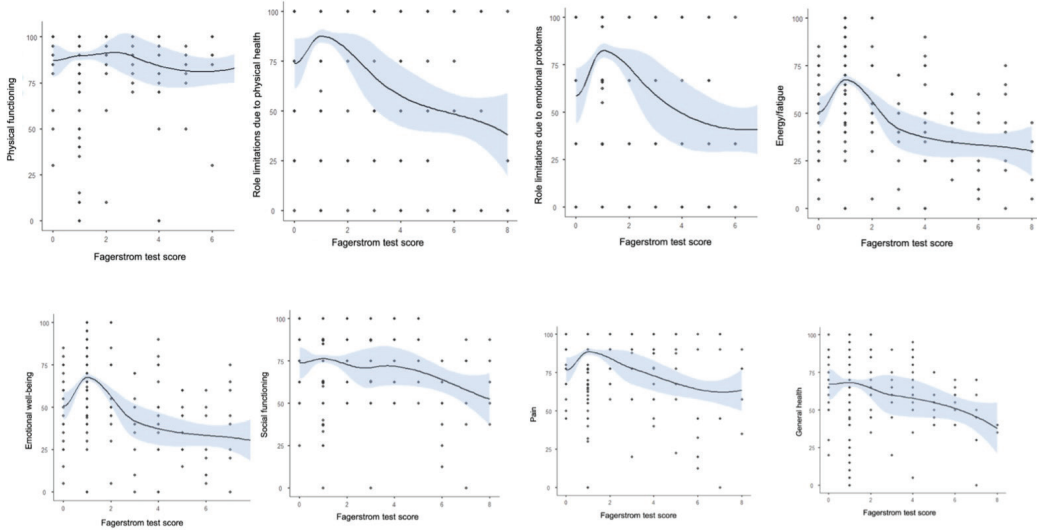 Physical functioning
100
75
50
25
0
0 2 4 6
Fagerstrom test score
Role limitations due to physical health
100
75
50
25
0
0 2 4 6 8
Fagerstrom test score
Role limitations due to emotional problems
100
75
50
25
0
0 2 4 6
Fagerstrom test score
Energy/fatigue
100
75
50
25
0
0 2 4 6 8
Fagerstrom test score
Emotional well-being
100
75
50
25
0
0 2 4 6
Fagerstrom test score
Social functioning
100
75
50
25
0
0 2 4 6 8
Fagerstrom test score
Pain
100
75
50
25
0
0 2 4 6 8
Fagerstrom test score
General health
100
75
50
25
0
0 2 4 6 8
Fagerstrom test score